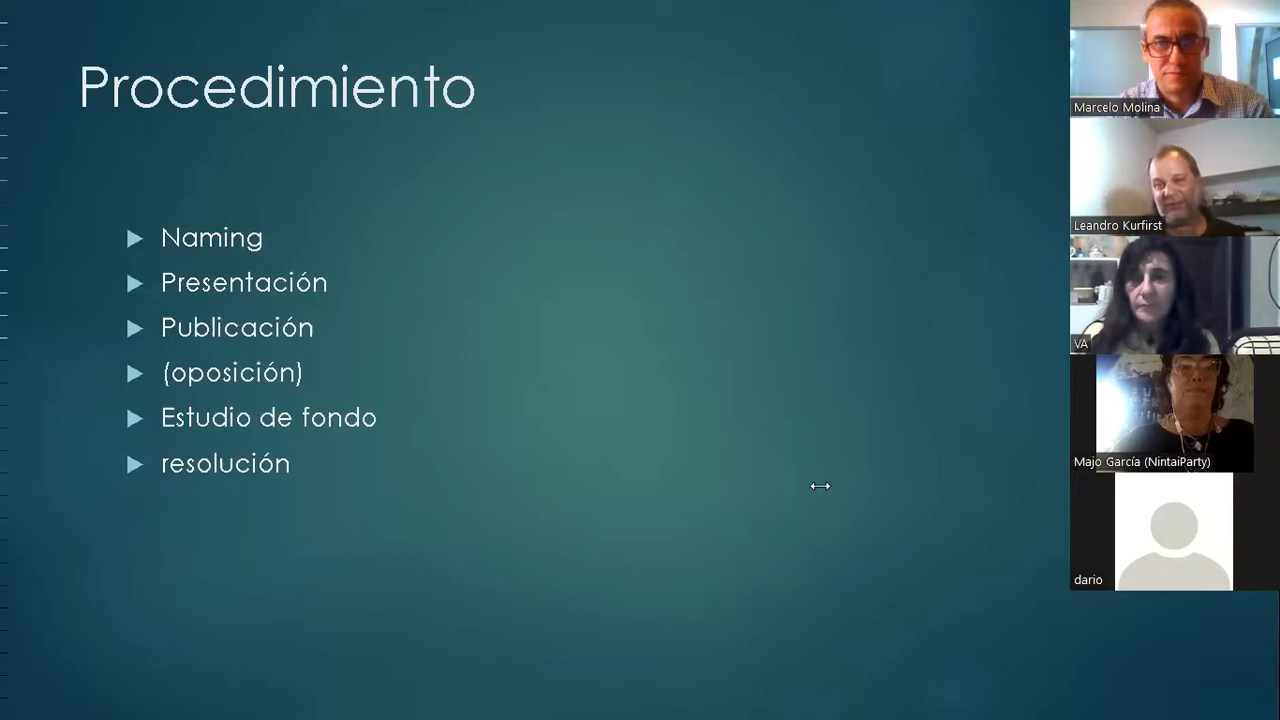 Procedimiento
Naming
Presentación
Publicación
(oposición)
Estudio de fondo
resolución
Marcelo Molina
Leandro Kurfirst
VA
Majo García (NintaiParty)
dario